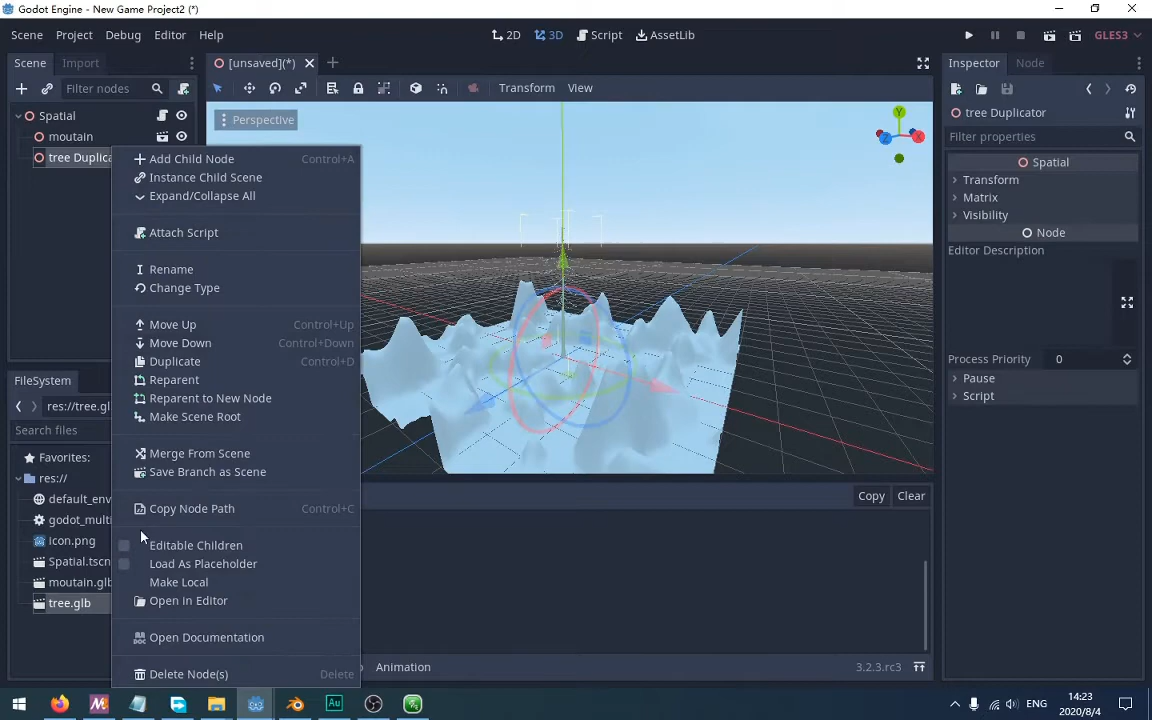 Godot Engine - New Game Project2 (*)
Scene Project Debug Editor Help
2D 3D Script AssetLib
GLES3
Scene Import
[unsaved](*)
Inspector Node
Filter nodes
Transform View
Spatial
moutain
tree Duplica
Perspective
Y
Z
X
tree Duplicator
Filter properties
Spatial
Transform
Matrix
Visibility
Node
Editor Description
Process Priority 0
Pause
Script
Add Child Node Control+A
Instance Child Scene
Expand/Collapse All
Attach Script
Rename
Change Type
Move Up Control+Up
Move Down Control+Down
Duplicate Control+D
Reparent
Reparent to New Node
Make Scene Root
Merge From Scene
Save Branch as Scene
Copy Node Path Control+C
Editable Children
Load As Placeholder
Make Local
Open in Editor
Open Documentation
Delete Node(s) Delete
FileSystem
res://tree.gl
Search files
Favorites:
res://
default_env
godot_multi
icon.png
Spatial.tscn
moutain.glb
tree.glb
Copy Clear
Animation
3.2.3.rc3
ENG
14:23
2020/8/4